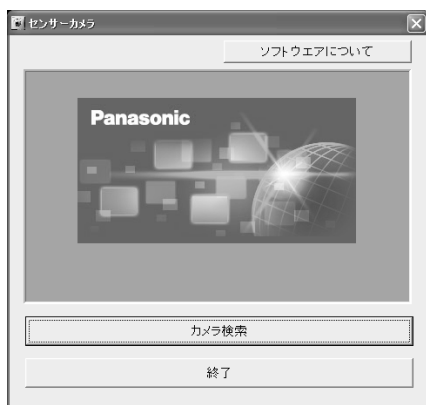 センサーカメラ
ソフトウエアについて
Panasonic
カメラ検索
終了